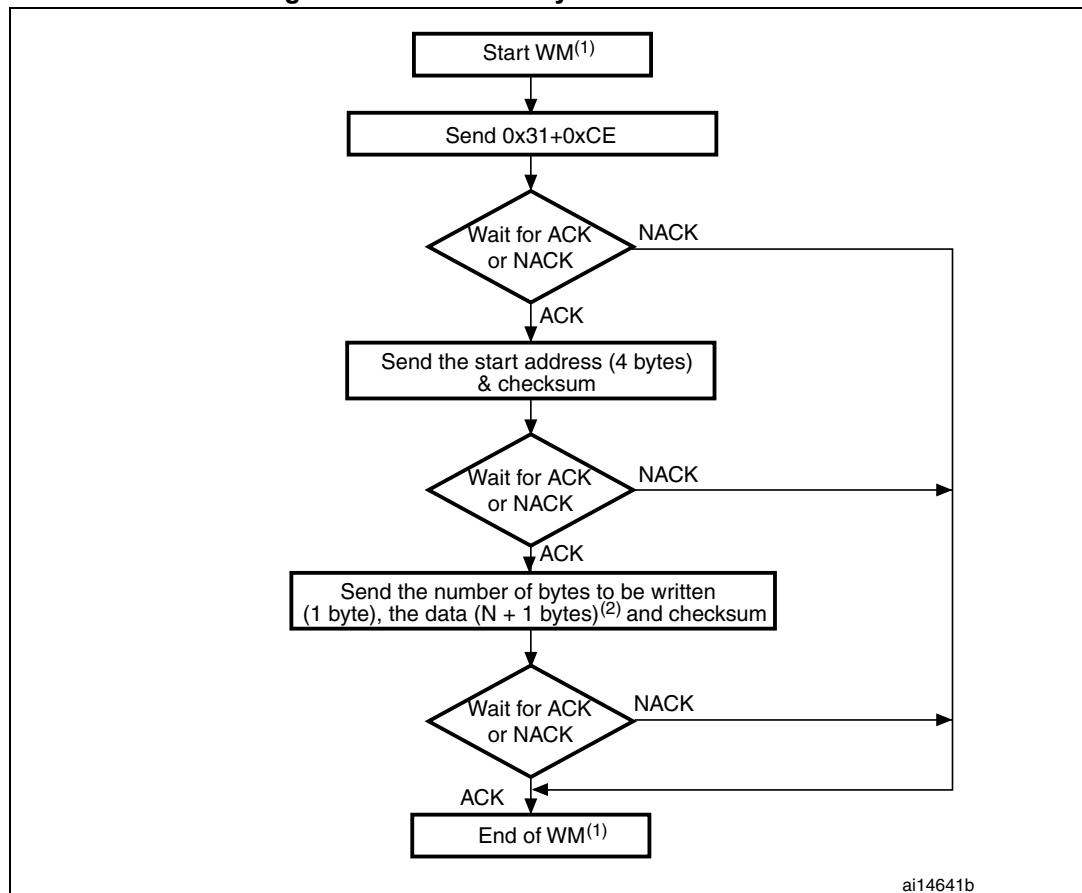 Start WM(1)
Send 0x31+0xCE
Wait for ACK
or NACK
NACK
ACK
Send the start address (4 bytes)
& checksum
Wait for ACK
or NACK
NACK
ACK
Send the number of bytes to be written
(1 byte), the data (N + 1 bytes)(2) and checksum
Wait for ACK
or NACK
NACK
ACK
End of WM(1)
ai14641b